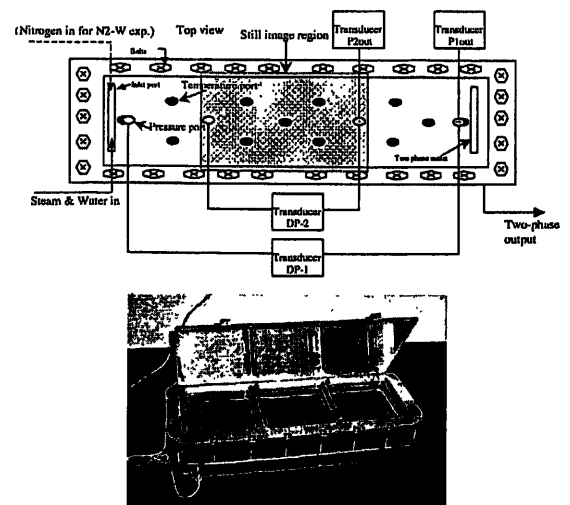 (Nitrogen in for N2-W exp.)
Top view
Still image region
Transducer
P2out
Transducer
P1out
Bolts
Inlet port
Temperature port
Pressure port
Two phase outlet
Steam & Water in
Transducer
DP-2
Transducer
DP-1
Two-phase
output